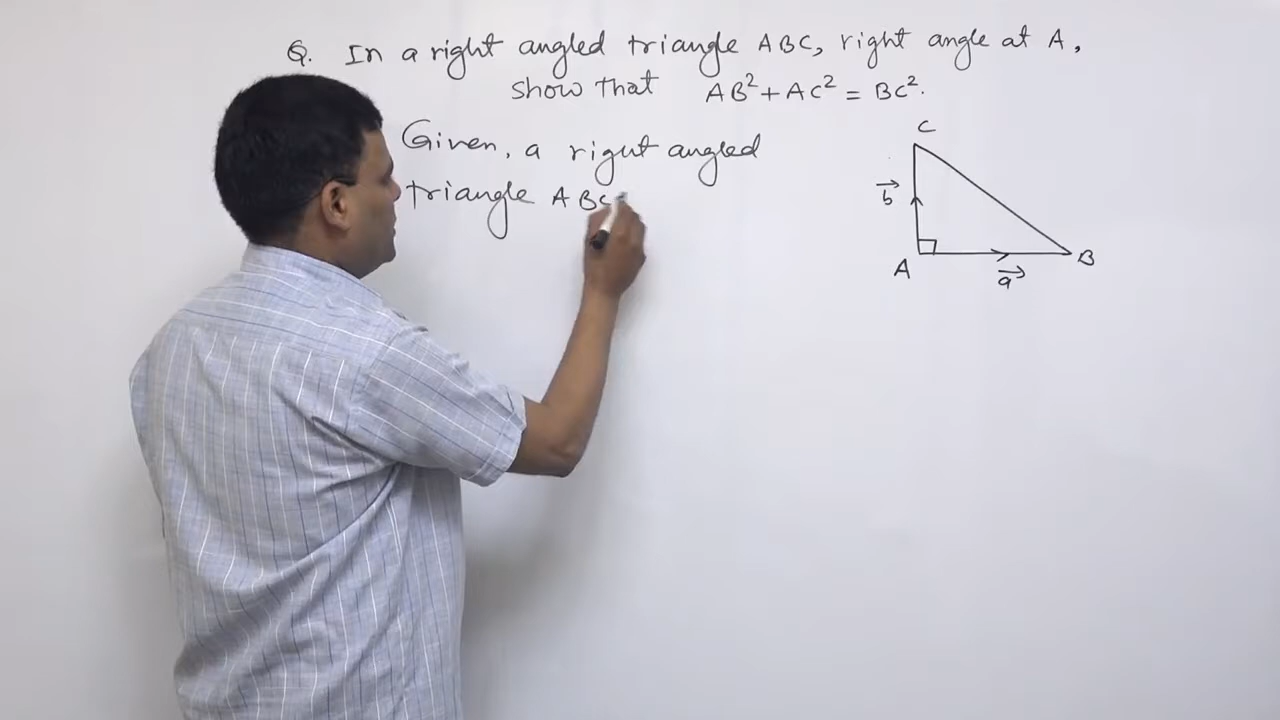 Q. In a right angled triangle ABC, right angle at A,
show that AB²+AC² = BC².
Given, a right angled
triangle ABC
C
b⃗
A
B
a⃗